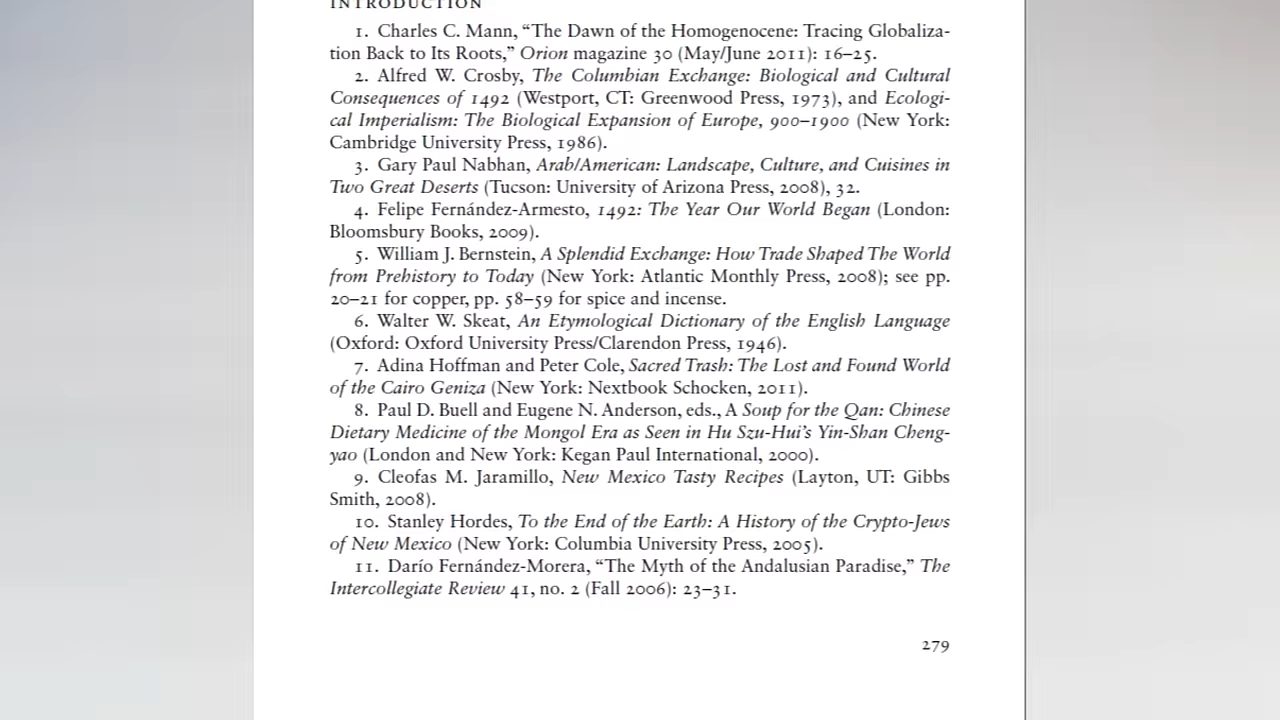 INTRODUCTION
1. Charles C. Mann, “The Dawn of the Homogenocene: Tracing Globaliza-
tion Back to Its Roots,” Orion magazine 30 (May/June 2011): 16–25.
2. Alfred W. Crosby, The Columbian Exchange: Biological and Cultural
Consequences of 1492 (Westport, CT: Greenwood Press, 1973), and Ecologi-
cal Imperialism: The Biological Expansion of Europe, 900–1900 (New York:
Cambridge University Press, 1986).
3. Gary Paul Nabhan, Arab/American: Landscape, Culture, and Cuisines in
Two Great Deserts (Tucson: University of Arizona Press, 2008), 32.
4. Felipe Fernández-Armesto, 1492: The Year Our World Began (London:
Bloomsbury Books, 2009).
5. William J. Bernstein, A Splendid Exchange: How Trade Shaped The World
from Prehistory to Today (New York: Atlantic Monthly Press, 2008); see pp.
20–21 for copper, pp. 58–59 for spice and incense.
6. Walter W. Skeat, An Etymological Dictionary of the English Language
(Oxford: Oxford University Press/Clarendon Press, 1946).
7. Adina Hoffman and Peter Cole, Sacred Trash: The Lost and Found World
of the Cairo Geniza (New York: Nextbook Schocken, 2011).
8. Paul D. Buell and Eugene N. Anderson, eds., A Soup for the Qan: Chinese
Dietary Medicine of the Mongol Era as Seen in Hu Szu-Hui’s Yin-Shan Cheng-
yao (London and New York: Kegan Paul International, 2000).
9. Cleofas M. Jaramillo, New Mexico Tasty Recipes (Layton, UT: Gibbs
Smith, 2008).
10. Stanley Hordes, To the End of the Earth: A History of the Crypto-Jews
of New Mexico (New York: Columbia University Press, 2005).
11. Darío Fernández-Morera, “The Myth of the Andalusian Paradise,” The
Intercollegiate Review 41, no. 2 (Fall 2006): 23–31.
279